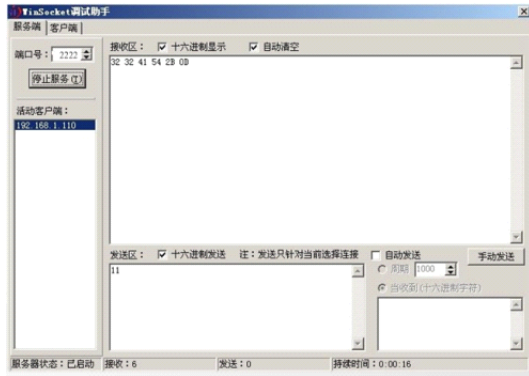 WinSocket调试助手
服务端 客户端
端口号： 2222
停止服务(T)
活动客户端：
192.168.1.110
接收区： 十六进制显示 自动清空
32 32 41 54 2B 0D
发送区： 十六进制发送 注：发送只针对当前选择连接
11
自动发送 手动发送
周期 1000
当收到(十六进制字符)
服务器状态：已启动 接收：6 发送：0 持续时间：0:00:16